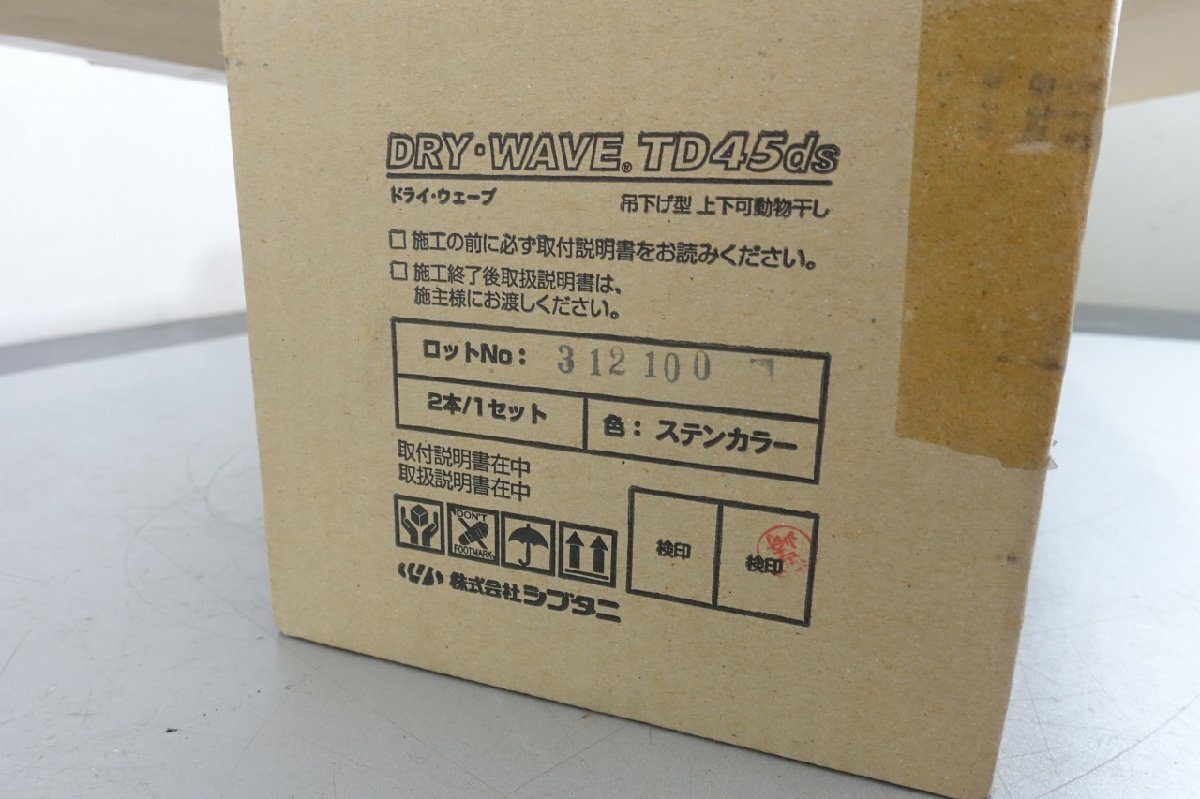 DRY・WAVE® TD45ds
ドライ・ウェーブ 吊下げ型 上下可動物干し
□ 施工の前に必ず取付説明書をお読みください。
□ 施工終了後取扱説明書は、
施主様にお渡しください。
ロットNo： 312100
2本/1セット 色：ステンカラー
取付説明書在中
取扱説明書在中
DON'T
FOOTMARK
検印 検印
株式会社シブタニ